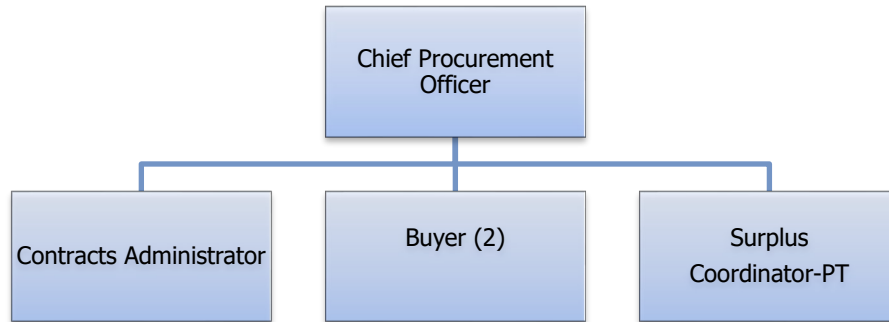 Chief Procurement
Officer
Contracts Administrator
Buyer (2)
Surplus
Coordinator-PT